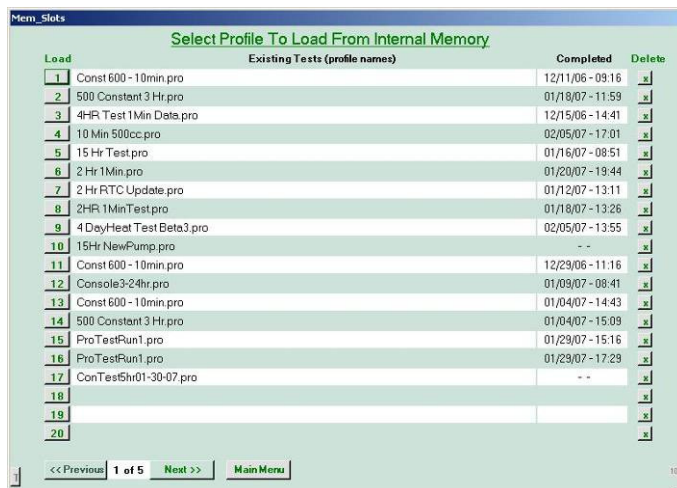 Mem_Slots
Select Profile To Load From Internal Memory
Load Existing Tests (profile names) Completed Delete
1 Const 600 - 10min.pro 12/11/06 - 09:16 x
2 500 Constant 3 Hr.pro 01/18/07 - 11:59 x
3 4HR Test 1 Min Data.pro 12/15/06 - 14:41 x
4 10 Min 500cc.pro 02/05/07 - 17:01 x
5 15 Hr Test.pro 01/16/07 - 08:51 x
6 2 Hr 1Min.pro 01/20/07 - 19:44 x
7 2 Hr RTC Update.pro 01/12/07 - 13:11 x
8 2HR 1MinTest.pro 01/18/07 - 13:26 x
9 4 DayHeat Test Beta3.pro 02/05/07 - 13:55 x
10 15Hr NewPump.pro - - x
11 Const 600 - 10min.pro 12/29/06 - 11:16 x
12 Console3-24hr.pro 01/09/07 - 08:41 x
13 Const 600 - 10min.pro 01/04/07 - 14:43 x
14 500 Constant 3 Hr.pro 01/04/07 - 15:09 x
15 ProTestRun1.pro 01/29/07 - 15:16 x
16 ProTestRun1.pro 01/29/07 - 17:29 x
17 ConTest5hr01-30-07.pro - - x
18 x
19 x
20 x
<< Previous 1 of 5 Next >> Main Menu